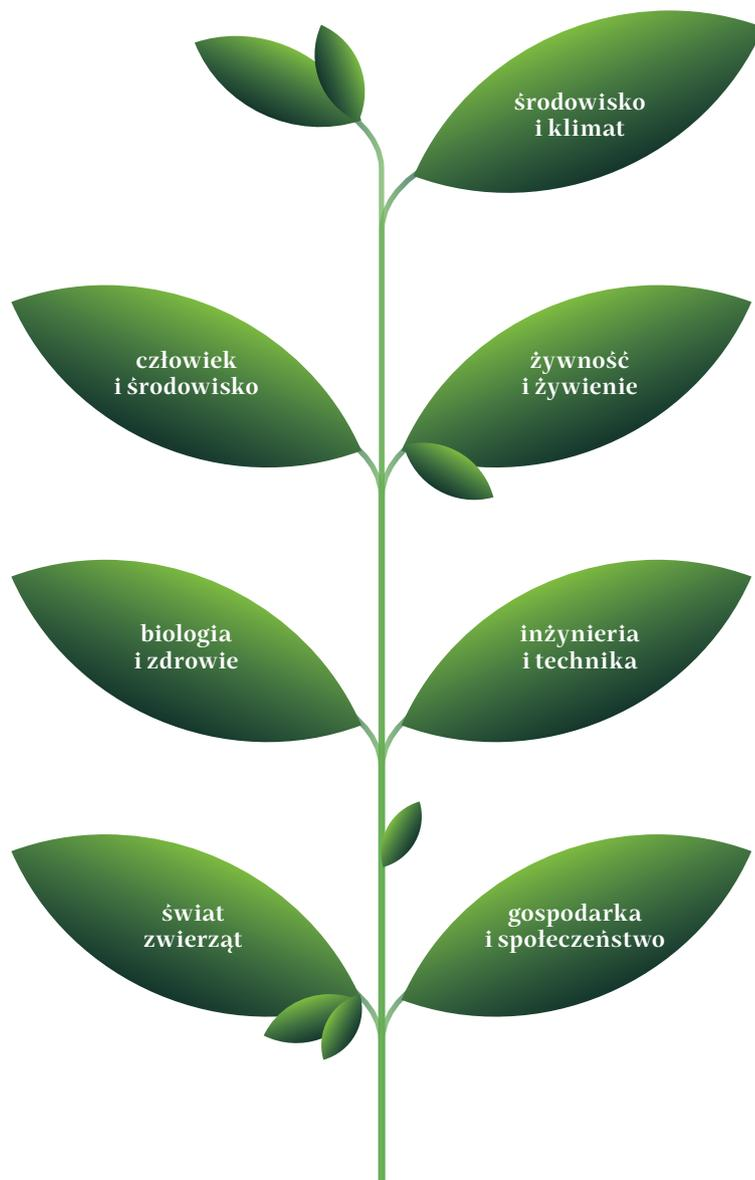 środowisko
i klimat
człowiek
i środowisko
żywność
i żywienie
biologia
i zdrowie
inżynieria
i technika
świat
zwierząt
gospodarka
i społeczeństwo